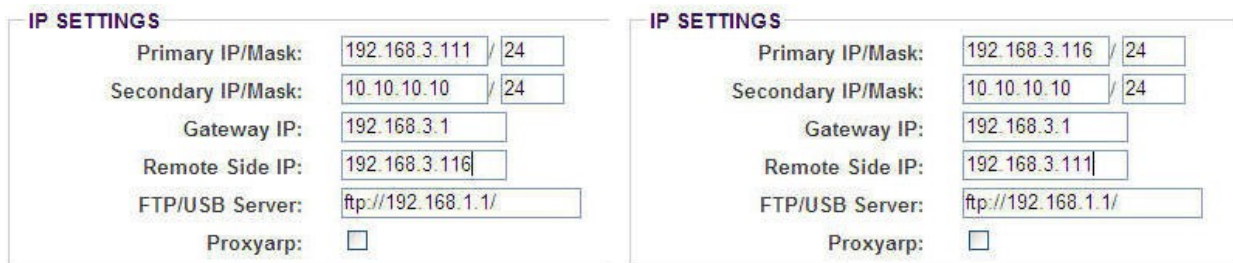 IP SETTINGS
Primary IP/Mask: 192.168.3.111 / 24
Secondary IP/Mask: 10.10.10.10 / 24
Gateway IP: 192.168.3.1
Remote Side IP: 192.168.3.116
FTP/USB Server: ftp://192.168.1.1/
Proxyarp:
IP SETTINGS
Primary IP/Mask: 192.168.3.116 / 24
Secondary IP/Mask: 10.10.10.10 / 24
Gateway IP: 192.168.3.1
Remote Side IP: 192.168.3.111
FTP/USB Server: ftp://192.168.1.1/
Proxyarp: